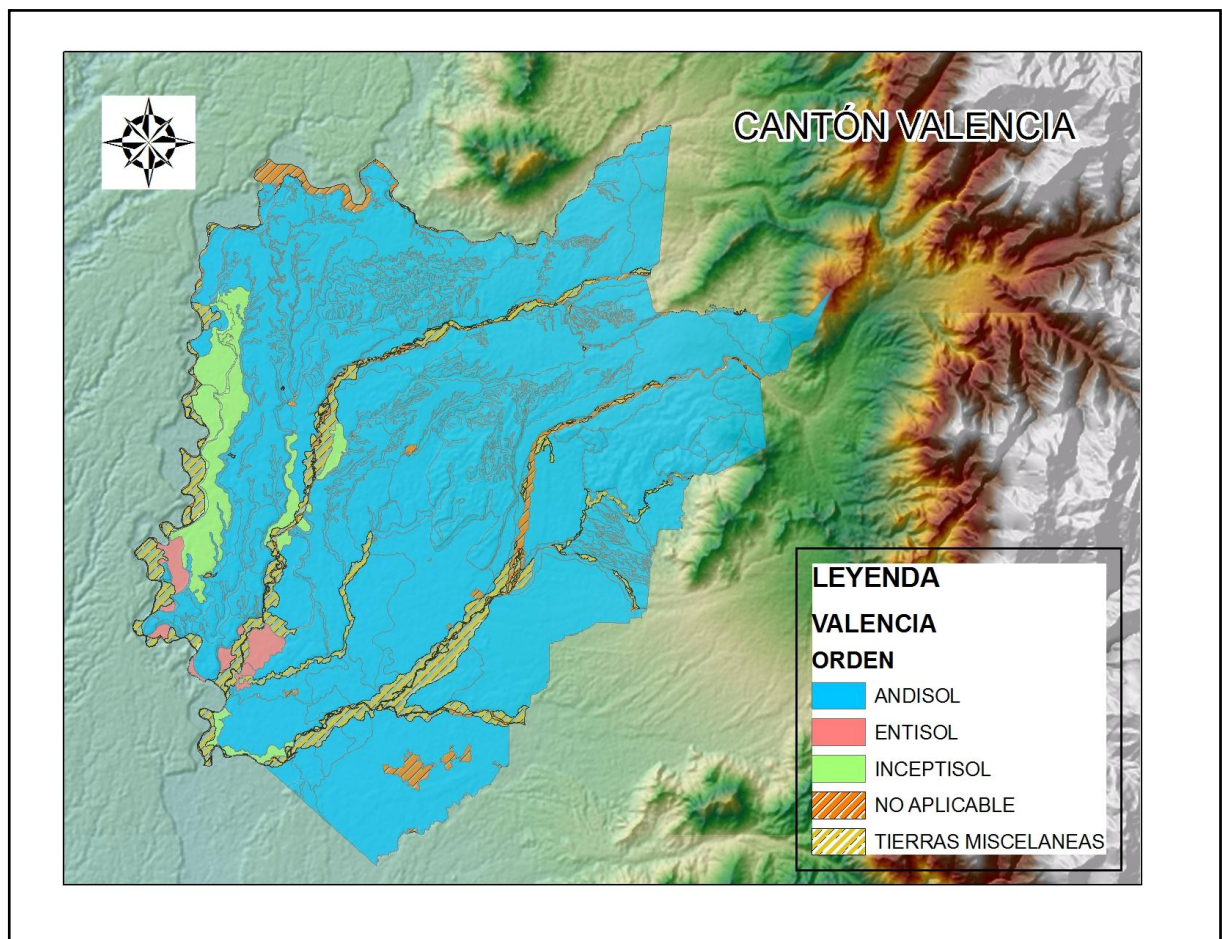 CANTÓN VALENCIA
LEYENDA
VALENCIA
ORDEN
ANDISOL
ENTISOL
INCEPTISOL
NO APLICABLE
TIERRAS MISCELANEAS